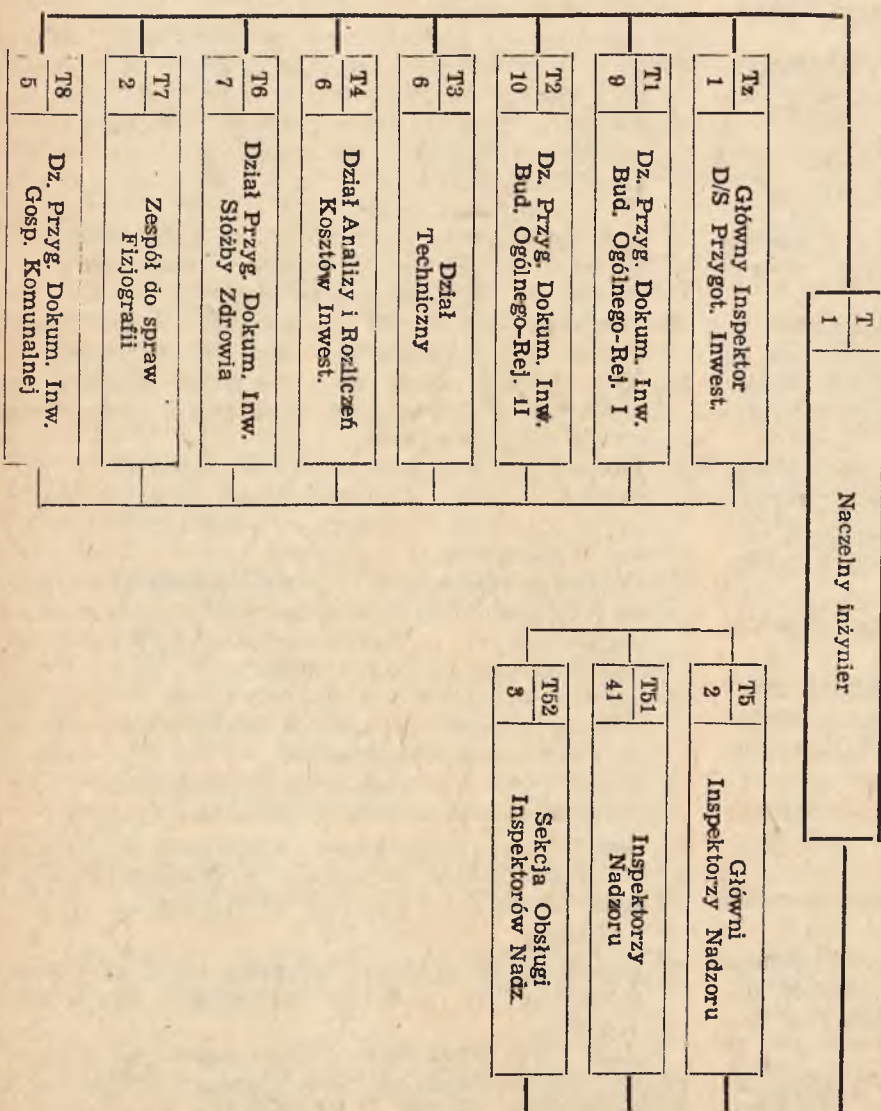 T
1
Naczelny inżynier
Tz
1
Główny Inspektor
D/S Przygot. Inwest.
T1
9
Dz. Przyg. Dokum. Inw.
Bud. Ogólnego-Rej. I
T2
10
Dz. Przyg. Dokum. Inw.
Bud. Ogólnego-Rej. II
T3
6
Dział
Techniczny
T4
6
Dział Analizy i Rozliczeń
Kosztów Inwest.
T6
7
Dział Przyg. Dokum. Inw.
Słóżby Zdrowia
T7
2
Zespół do spraw
Fizjografii
T8
5
Dz. Przyg. Dokum. Inw.
Gosp. Komunalnej
T5
2
Główni
Inspektorzy Nadzoru
T51
41
Inspektorzy
Nadzoru
T52
3
Sekcja Obsługi
Inspektorów Nadz.